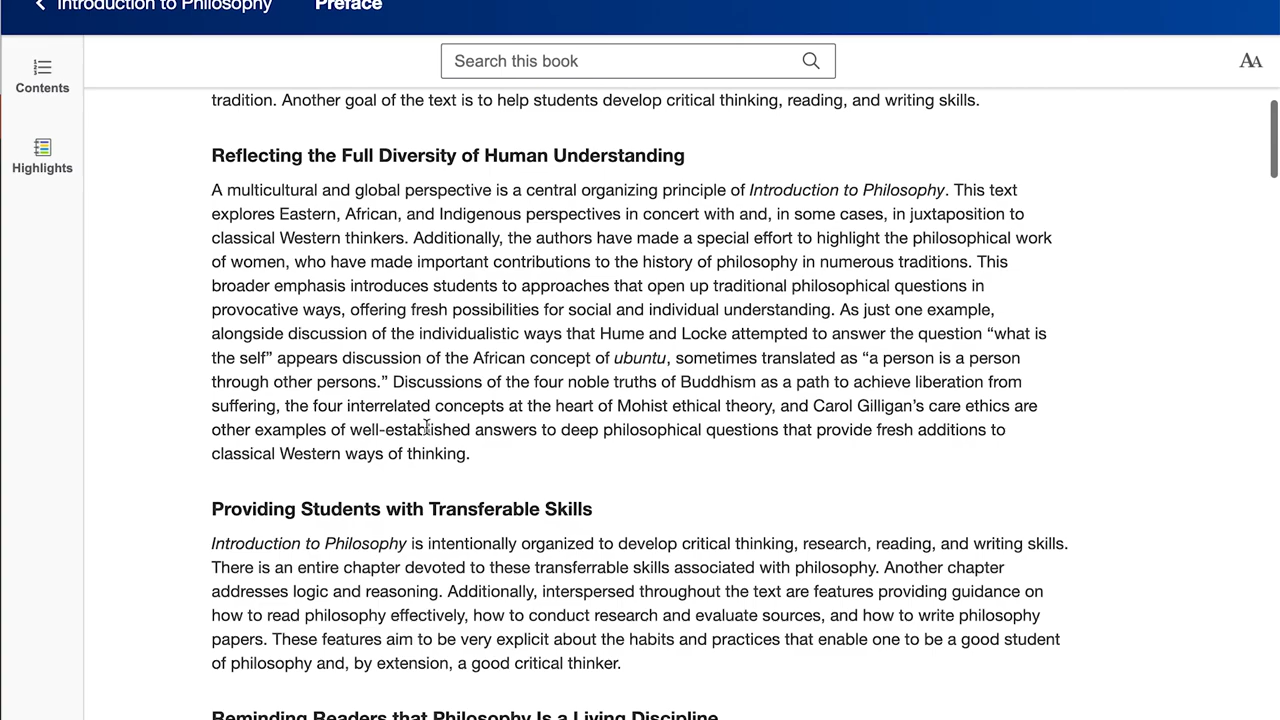 Introduction to Philosophy Preface
Search this book
Contents
Highlights
AA
tradition. Another goal of the text is to help students develop critical thinking, reading, and writing skills.
Reflecting the Full Diversity of Human Understanding
A multicultural and global perspective is a central organizing principle of Introduction to Philosophy. This text
explores Eastern, African, and Indigenous perspectives in concert with and, in some cases, in juxtaposition to
classical Western thinkers. Additionally, the authors have made a special effort to highlight the philosophical work
of women, who have made important contributions to the history of philosophy in numerous traditions. This
broader emphasis introduces students to approaches that open up traditional philosophical questions in
provocative ways, offering fresh possibilities for social and individual understanding. As just one example,
alongside discussion of the individualistic ways that Hume and Locke attempted to answer the question “what is
the self” appears discussion of the African concept of ubuntu, sometimes translated as “a person is a person
through other persons.” Discussions of the four noble truths of Buddhism as a path to achieve liberation from
suffering, the four interrelated concepts at the heart of Mohist ethical theory, and Carol Gilligan’s care ethics are
other examples of well-established answers to deep philosophical questions that provide fresh additions to
classical Western ways of thinking.
Providing Students with Transferable Skills
Introduction to Philosophy is intentionally organized to develop critical thinking, research, reading, and writing skills.
There is an entire chapter devoted to these transferrable skills associated with philosophy. Another chapter
addresses logic and reasoning. Additionally, interspersed throughout the text are features providing guidance on
how to read philosophy effectively, how to conduct research and evaluate sources, and how to write philosophy
papers. These features aim to be very explicit about the habits and practices that enable one to be a good student
of philosophy and, by extension, a good critical thinker.
Reminding Readers that Philosophy Is a Living Discipline